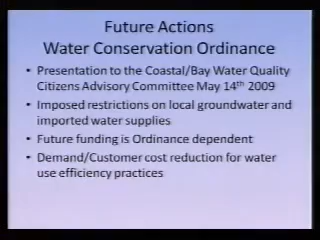 Future Actions
Water Conservation Ordinance
• Presentation to the Coastal/Bay Water Quality
Citizens Advisory Committee May 14th 2009
• Imposed restrictions on local groundwater and
imported water supplies
• Future funding is Ordinance dependent
• Demand/Customer cost reduction for water
use efficiency practices